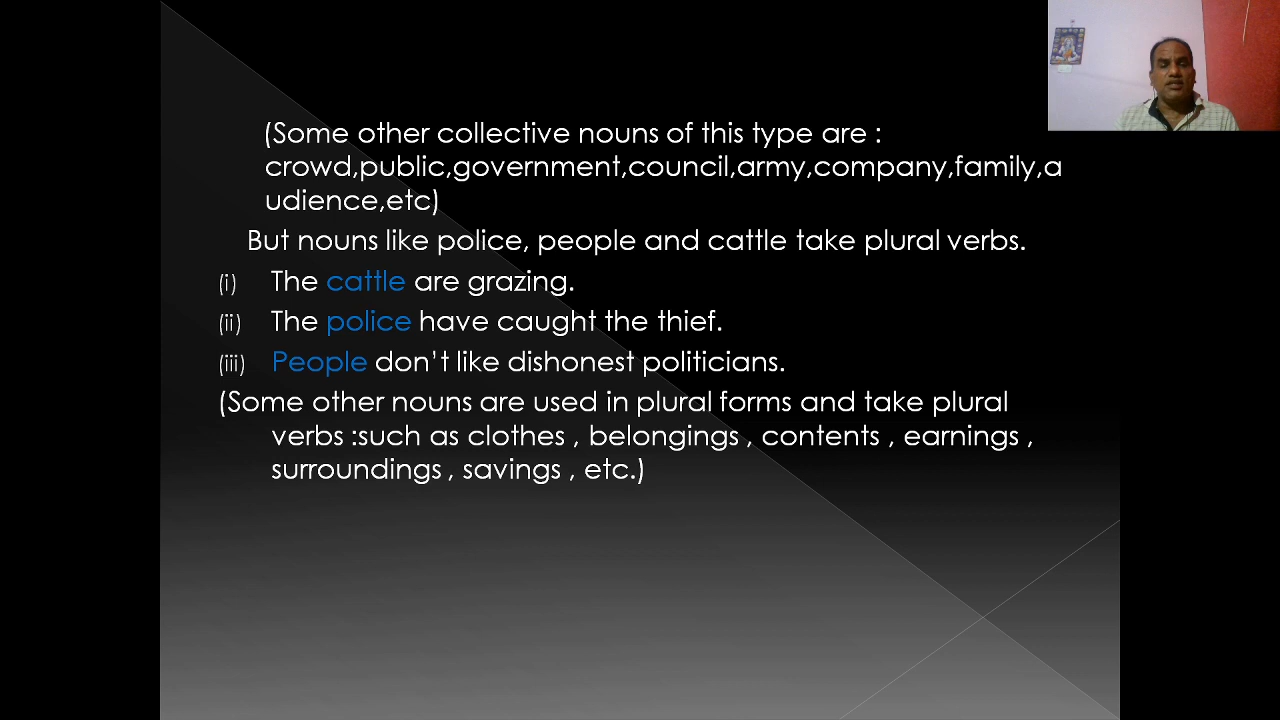 (Some other collective nouns of this type are :
crowd,public,government,council,army,company,family,a
udience,etc)
But nouns like police, people and cattle take plural verbs.
(i) The cattle are grazing.
(ii) The police have caught the thief.
(iii) People don't like dishonest politicians.
(Some other nouns are used in plural forms and take plural
verbs :such as clothes , belongings , contents , earnings ,
surroundings , savings , etc.)